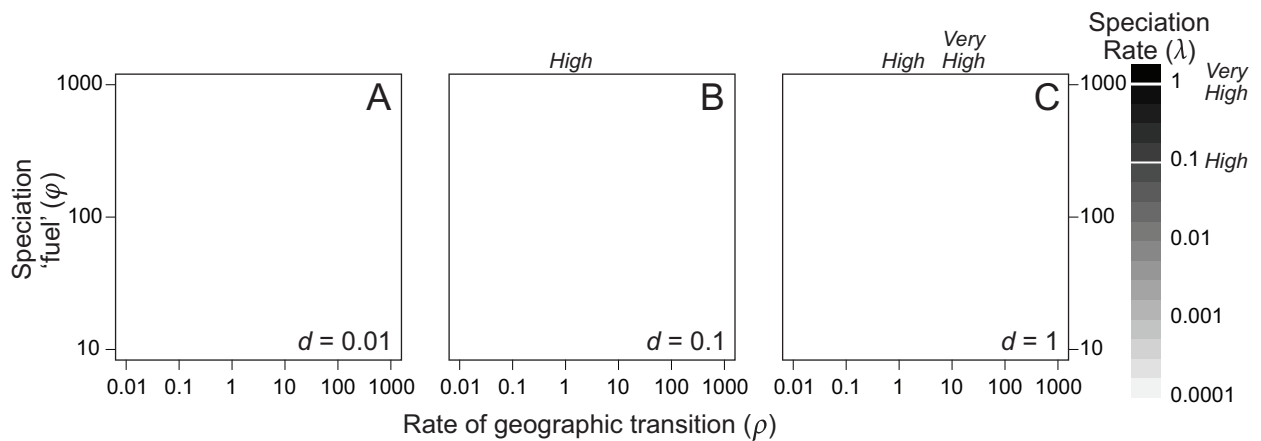 Speciation
Rate (λ)
Very
High
1
0.1 High
0.01
0.001
0.0001
High
High
Very
High
A
B
C
d = 0.01
d = 0.1
d = 1
Speciation
‘fuel’ (φ)
1000
100
10
1000
100
10
0.01 0.1 1 10 100 1000
0.01 0.1 1 10 100 1000
0.01 0.1 1 10 100 1000
Rate of geographic transition (ρ)